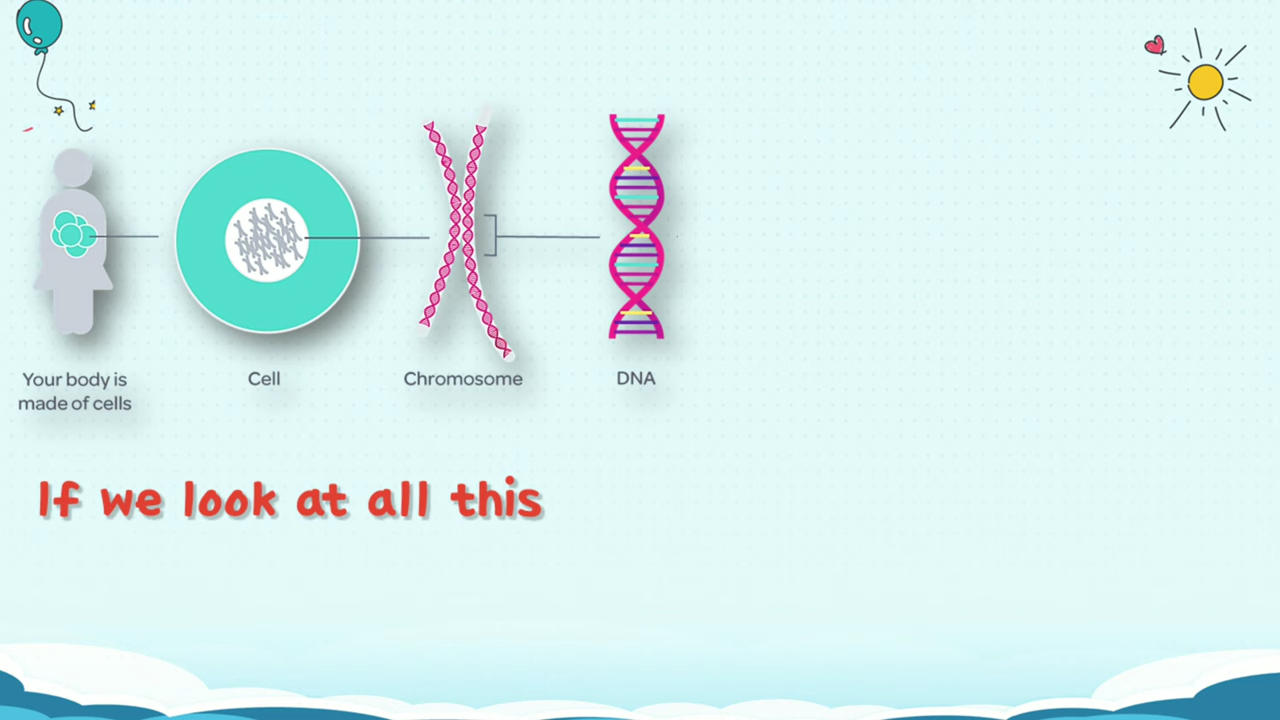 Your body is
made of cells
Cell
Chromosome
DNA
If we look at all this